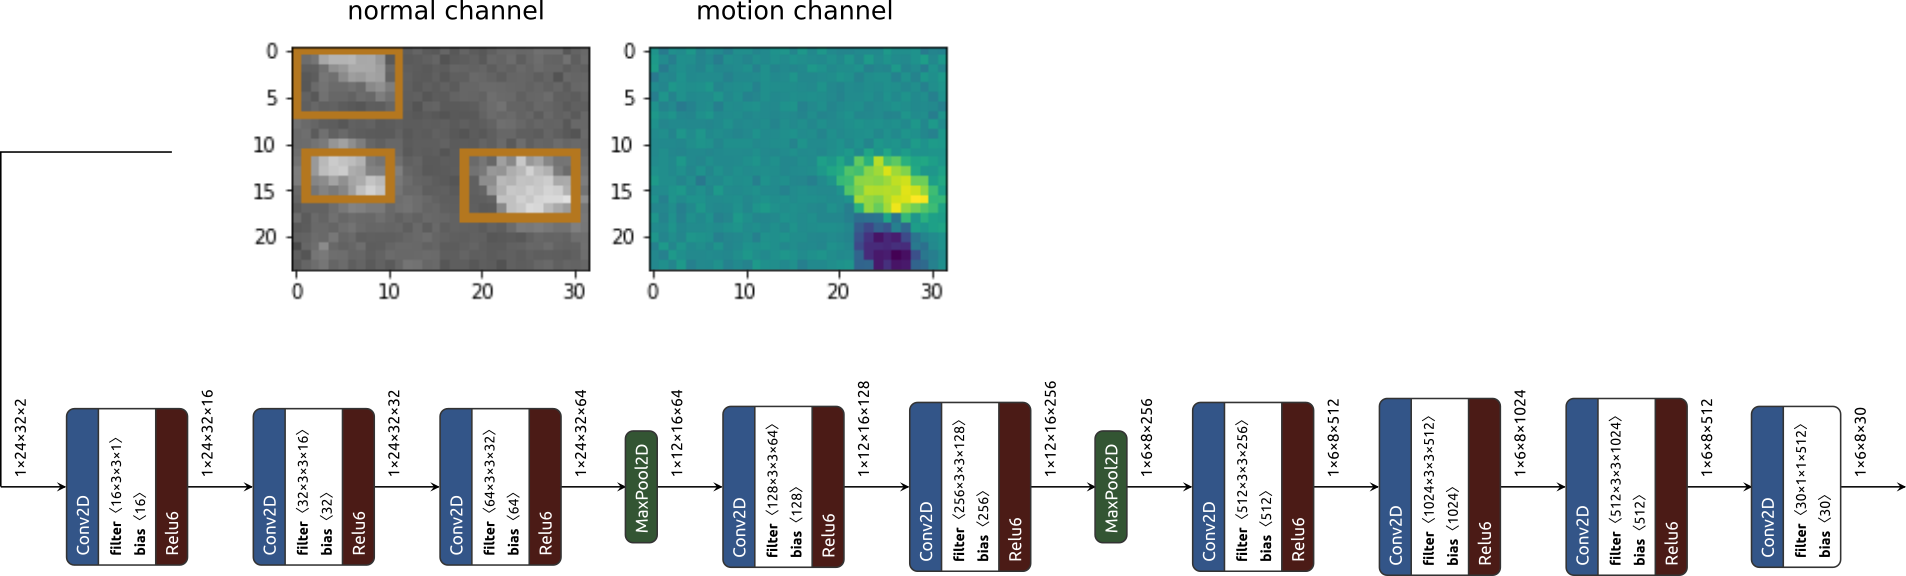 normal channel
motion channel
0
5
10
15
20
0
10
20
30
0
5
10
15
20
0
10
20
30
1×24×32×2
Conv2D
filter ⟨16×3×3×1⟩
bias ⟨16⟩
Relu6
1×24×32×16
Conv2D
filter ⟨32×3×3×16⟩
bias ⟨32⟩
Relu6
1×24×32×32
Conv2D
filter ⟨64×3×3×32⟩
bias ⟨64⟩
Relu6
1×24×32×64
MaxPool2D
1×12×16×64
Conv2D
filter ⟨128×3×3×64⟩
bias ⟨128⟩
Relu6
1×12×16×128
Conv2D
filter ⟨256×3×3×128⟩
bias ⟨256⟩
Relu6
1×12×16×256
MaxPool2D
1×6×8×256
Conv2D
filter ⟨512×3×3×256⟩
bias ⟨512⟩
Relu6
1×6×8×512
Conv2D
filter ⟨1024×3×3×512⟩
bias ⟨1024⟩
Relu6
1×6×8×1024
Conv2D
filter ⟨512×3×3×1024⟩
bias ⟨512⟩
Relu6
1×6×8×512
Conv2D
filter ⟨30×1×1×512⟩
bias ⟨30⟩
1×6×8×30